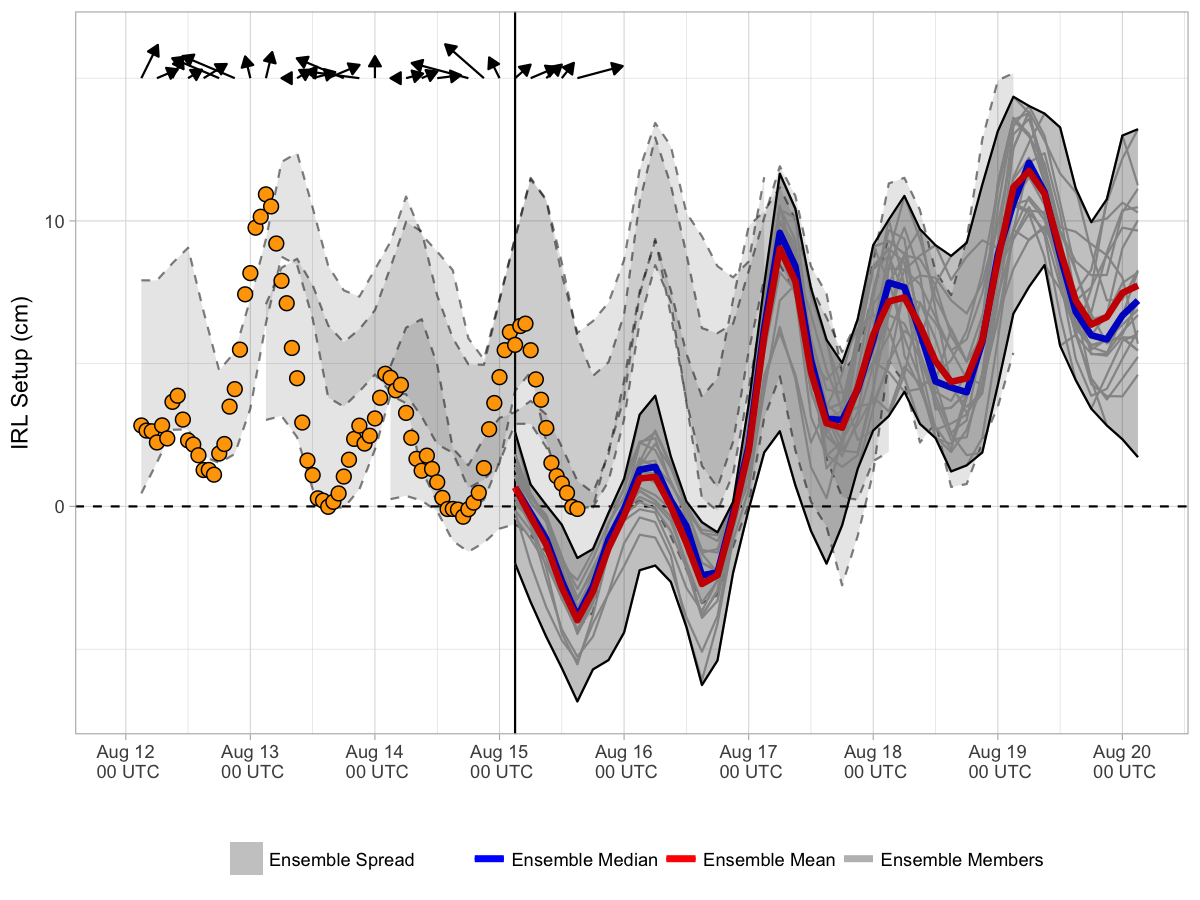 IRL Setup (cm)
10
0
Aug 12
00 UTC
Aug 13
00 UTC
Aug 14
00 UTC
Aug 15
00 UTC
Aug 16
00 UTC
Aug 17
00 UTC
Aug 18
00 UTC
Aug 19
00 UTC
Aug 20
00 UTC
Ensemble Spread
Ensemble Median
Ensemble Mean
Ensemble Members